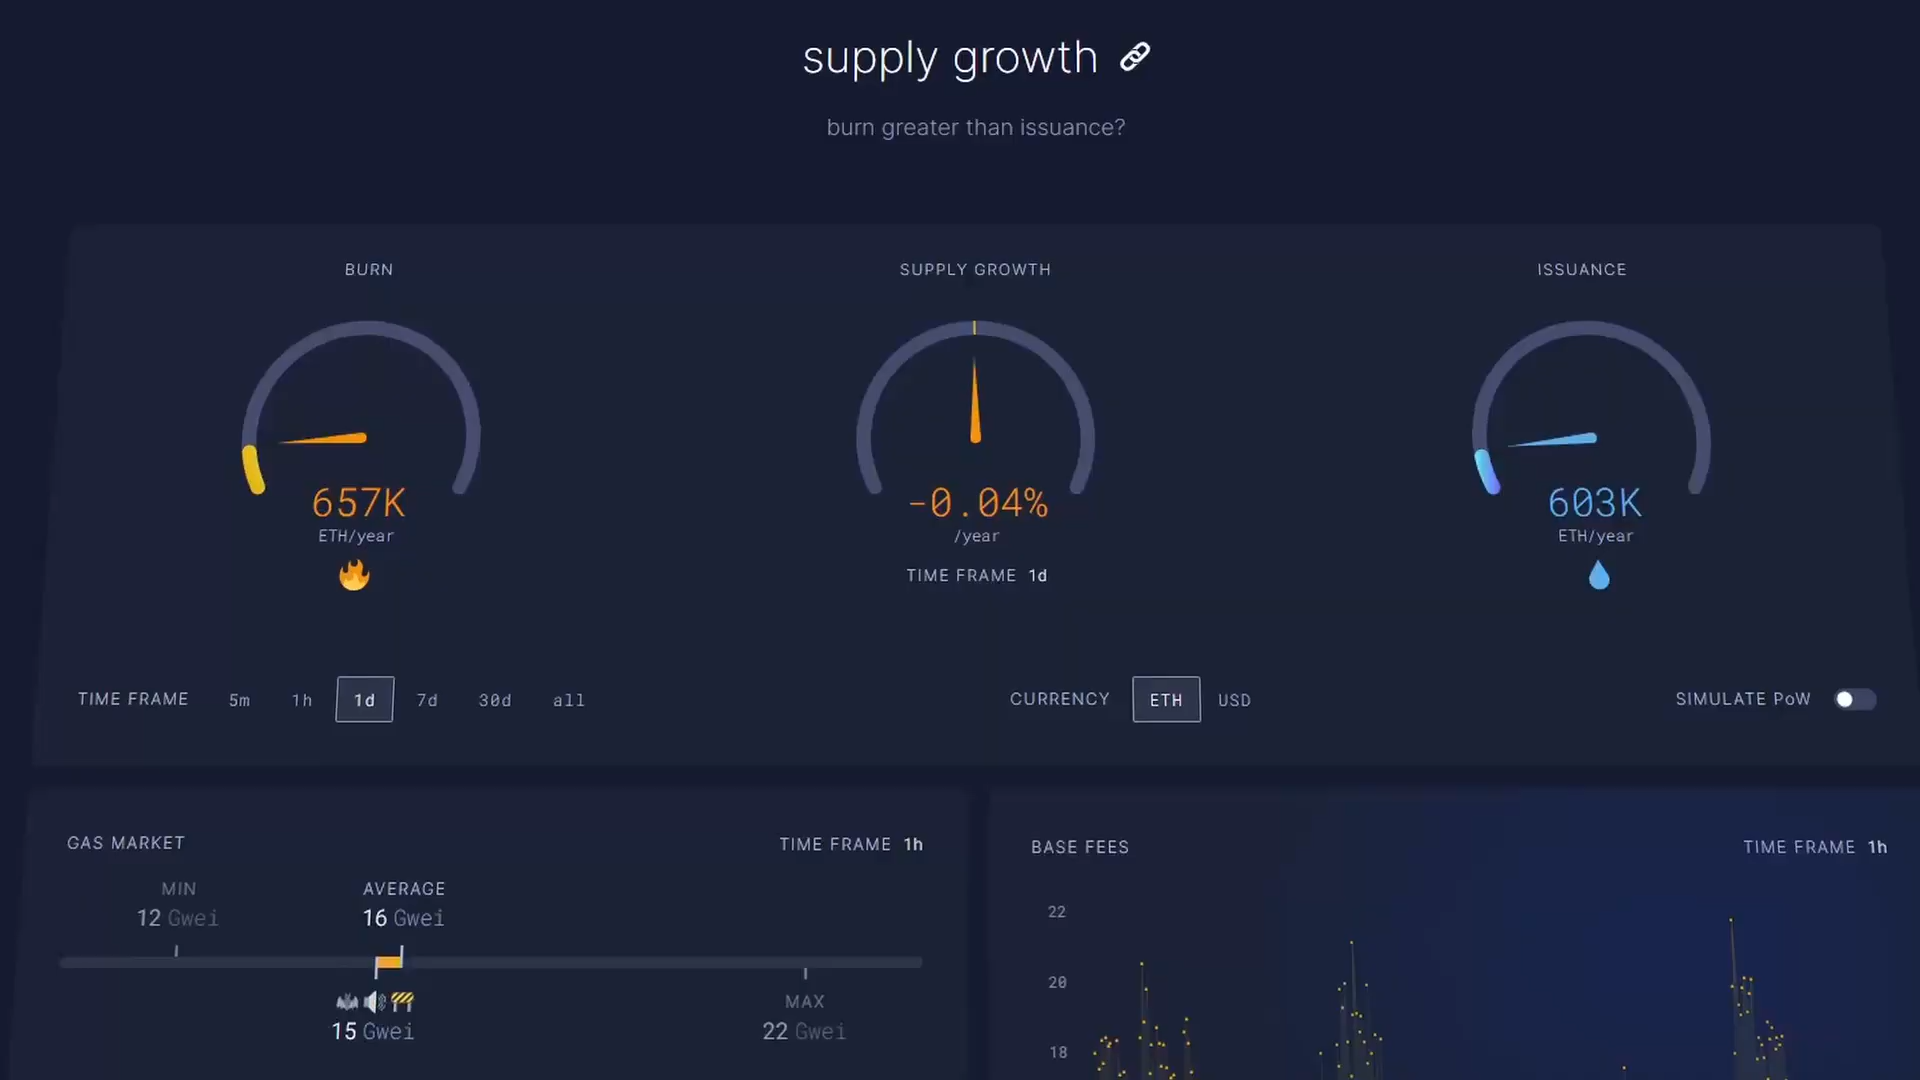 supply growth
burn greater than issuance?
BURN
SUPPLY GROWTH
ISSUANCE
657K
ETH/year
-0.04%
/year
TIME FRAME 1d
603K
ETH/year
TIME FRAME 5m 1h 1d 7d 30d all
CURRENCY ETH USD
SIMULATE PoW
GAS MARKET
TIME FRAME 1h
MIN
12 Gwei
AVERAGE
16 Gwei
15 Gwei
MAX
22 Gwei
BASE FEES
TIME FRAME 1h
22
20
18